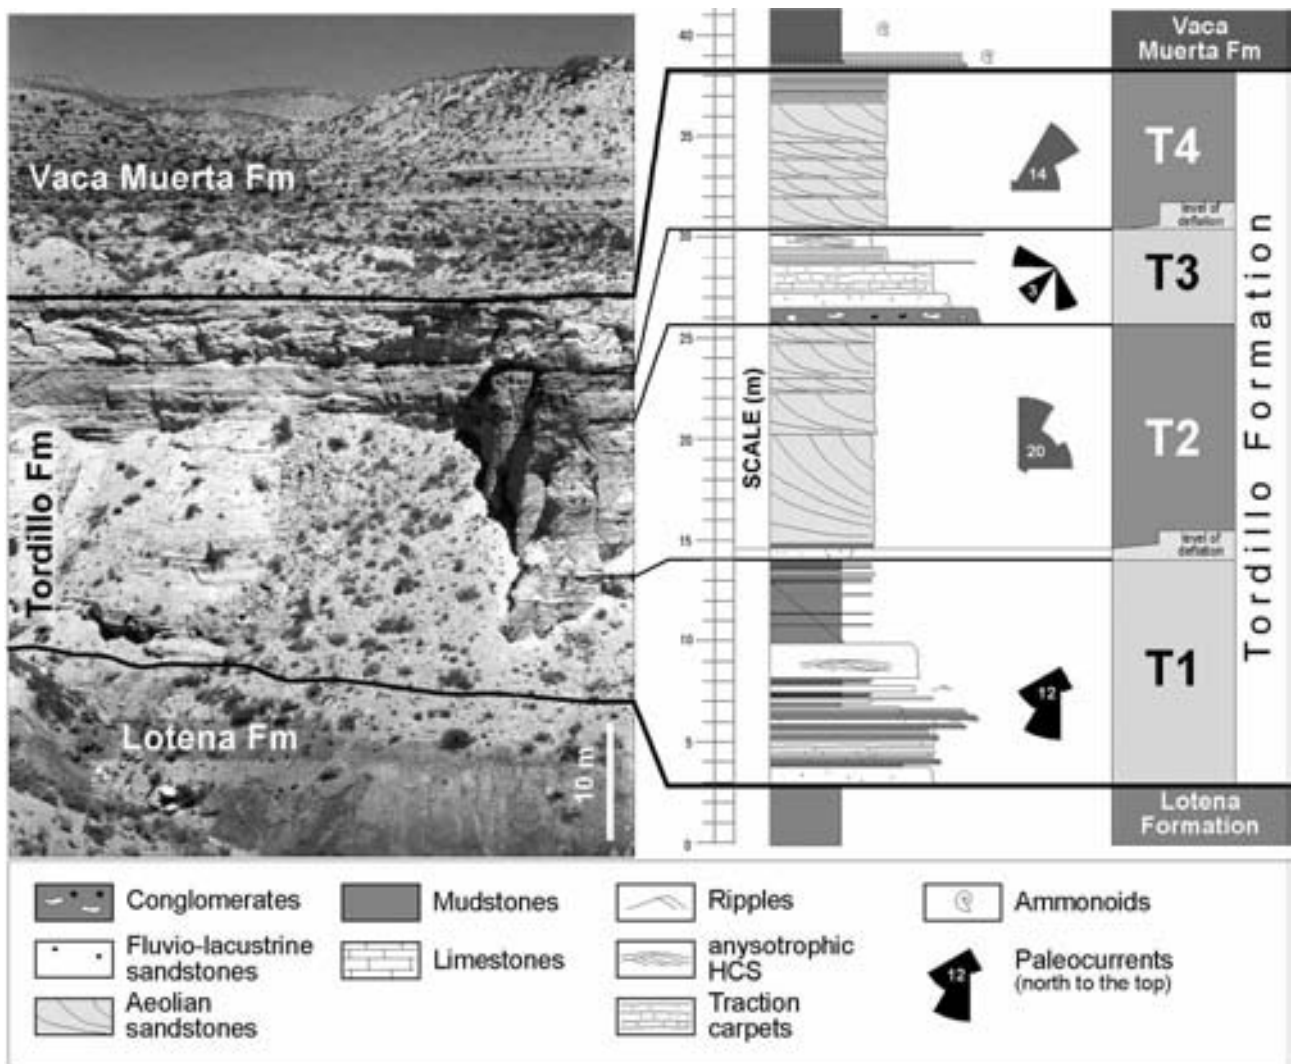 Vaca Muerta Fm
Tordillo Fm
Lotena Fm
10 m
SCALE (m)
40
35
30
25
20
15
10
5
0
14
3
20
12
Vaca
Muerta Fm
T4
level of
deflation
T3
T2
level of
deflation
T1
Lotena
Formation
Tordillo Formation
Conglomerates
Fluvio-lacustrine
sandstones
Aeolian
sandstones
Mudstones
Limestones
Ripples
anysotrophic
HCS
Traction
carpets
Ammonoids
12
Paleocurrents
(north to the top)